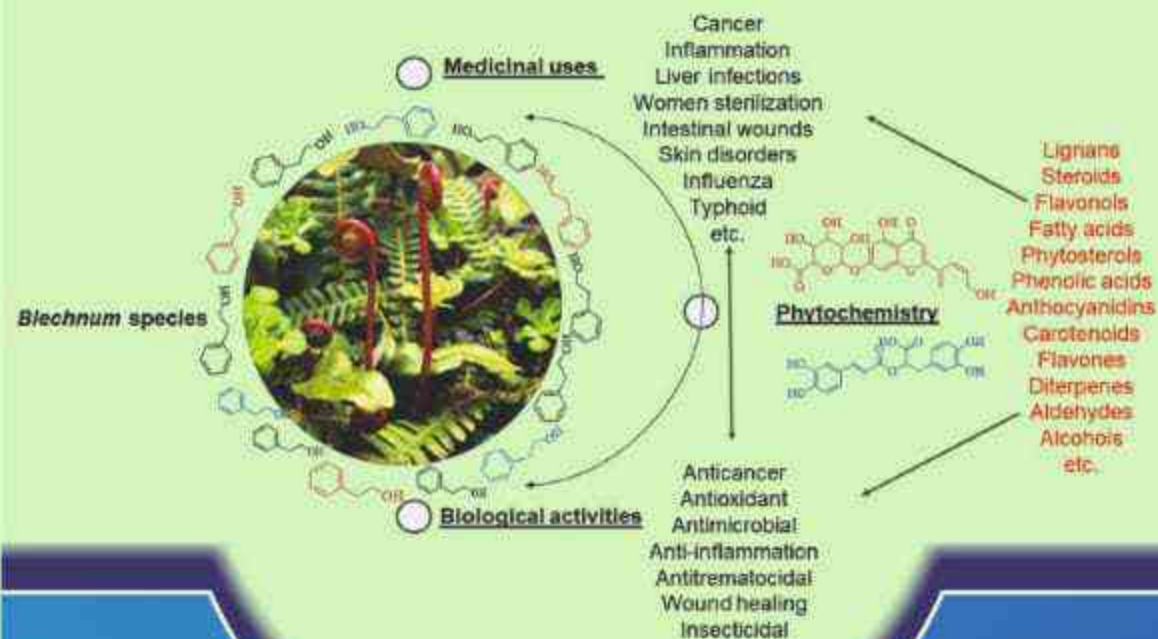 Medicinal uses
Cancer
Inflammation
Liver infections
Women sterilization
Intestinal wounds
Skin disorders
Influenza
Typhoid
etc.
Blechnum species
Phytochemistry
Lignans
Steroids
Flavonols
Fatty acids
Phytosterols
Phenolic acids
Anthocyanidins
Carotenoids
Flavones
Diterpenes
Aldehydes
Alcohols
etc.
Biological activities
Anticancer
Antioxidant
Antimicrobial
Anti-inflammation
Antitrematocidal
Wound healing
Insecticidal